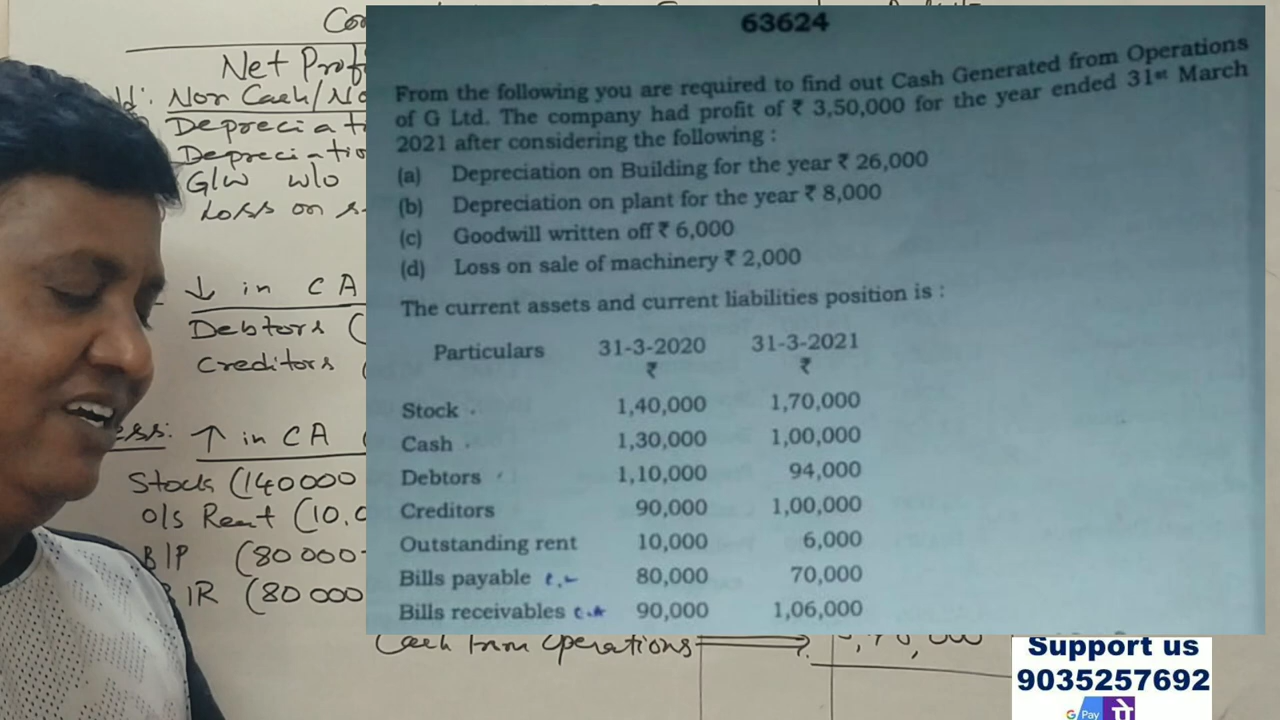 Con
Net Prof
Non Cash/No
Depreciati
Depreciatio
G/w w/o
Loss on s
↓ in CA
Debtors (
Creditors (
ess: ↑ in CA (
Stock (140000
O/s Rent (10,0
B/P (80000-
IR (80000
Cash from Operations
63624
From the following you are required to find out Cash Generated from Operations
of G Ltd. The company had profit of ₹ 3,50,000 for the year ended 31st March
2021 after considering the following :
(a) Depreciation on Building for the year ₹ 26,000
(b) Depreciation on plant for the year ₹ 8,000
(c) Goodwill written off ₹ 6,000
(d) Loss on sale of machinery ₹ 2,000
The current assets and current liabilities position is :
Particulars 31-3-2020 31-3-2021
₹ ₹
Stock 1,40,000 1,70,000
Cash 1,30,000 1,00,000
Debtors 1,10,000 94,000
Creditors 90,000 1,00,000
Outstanding rent 10,000 6,000
Bills payable 80,000 70,000
Bills receivables 90,000 1,06,000
Support us
9035257692
G Pay पे